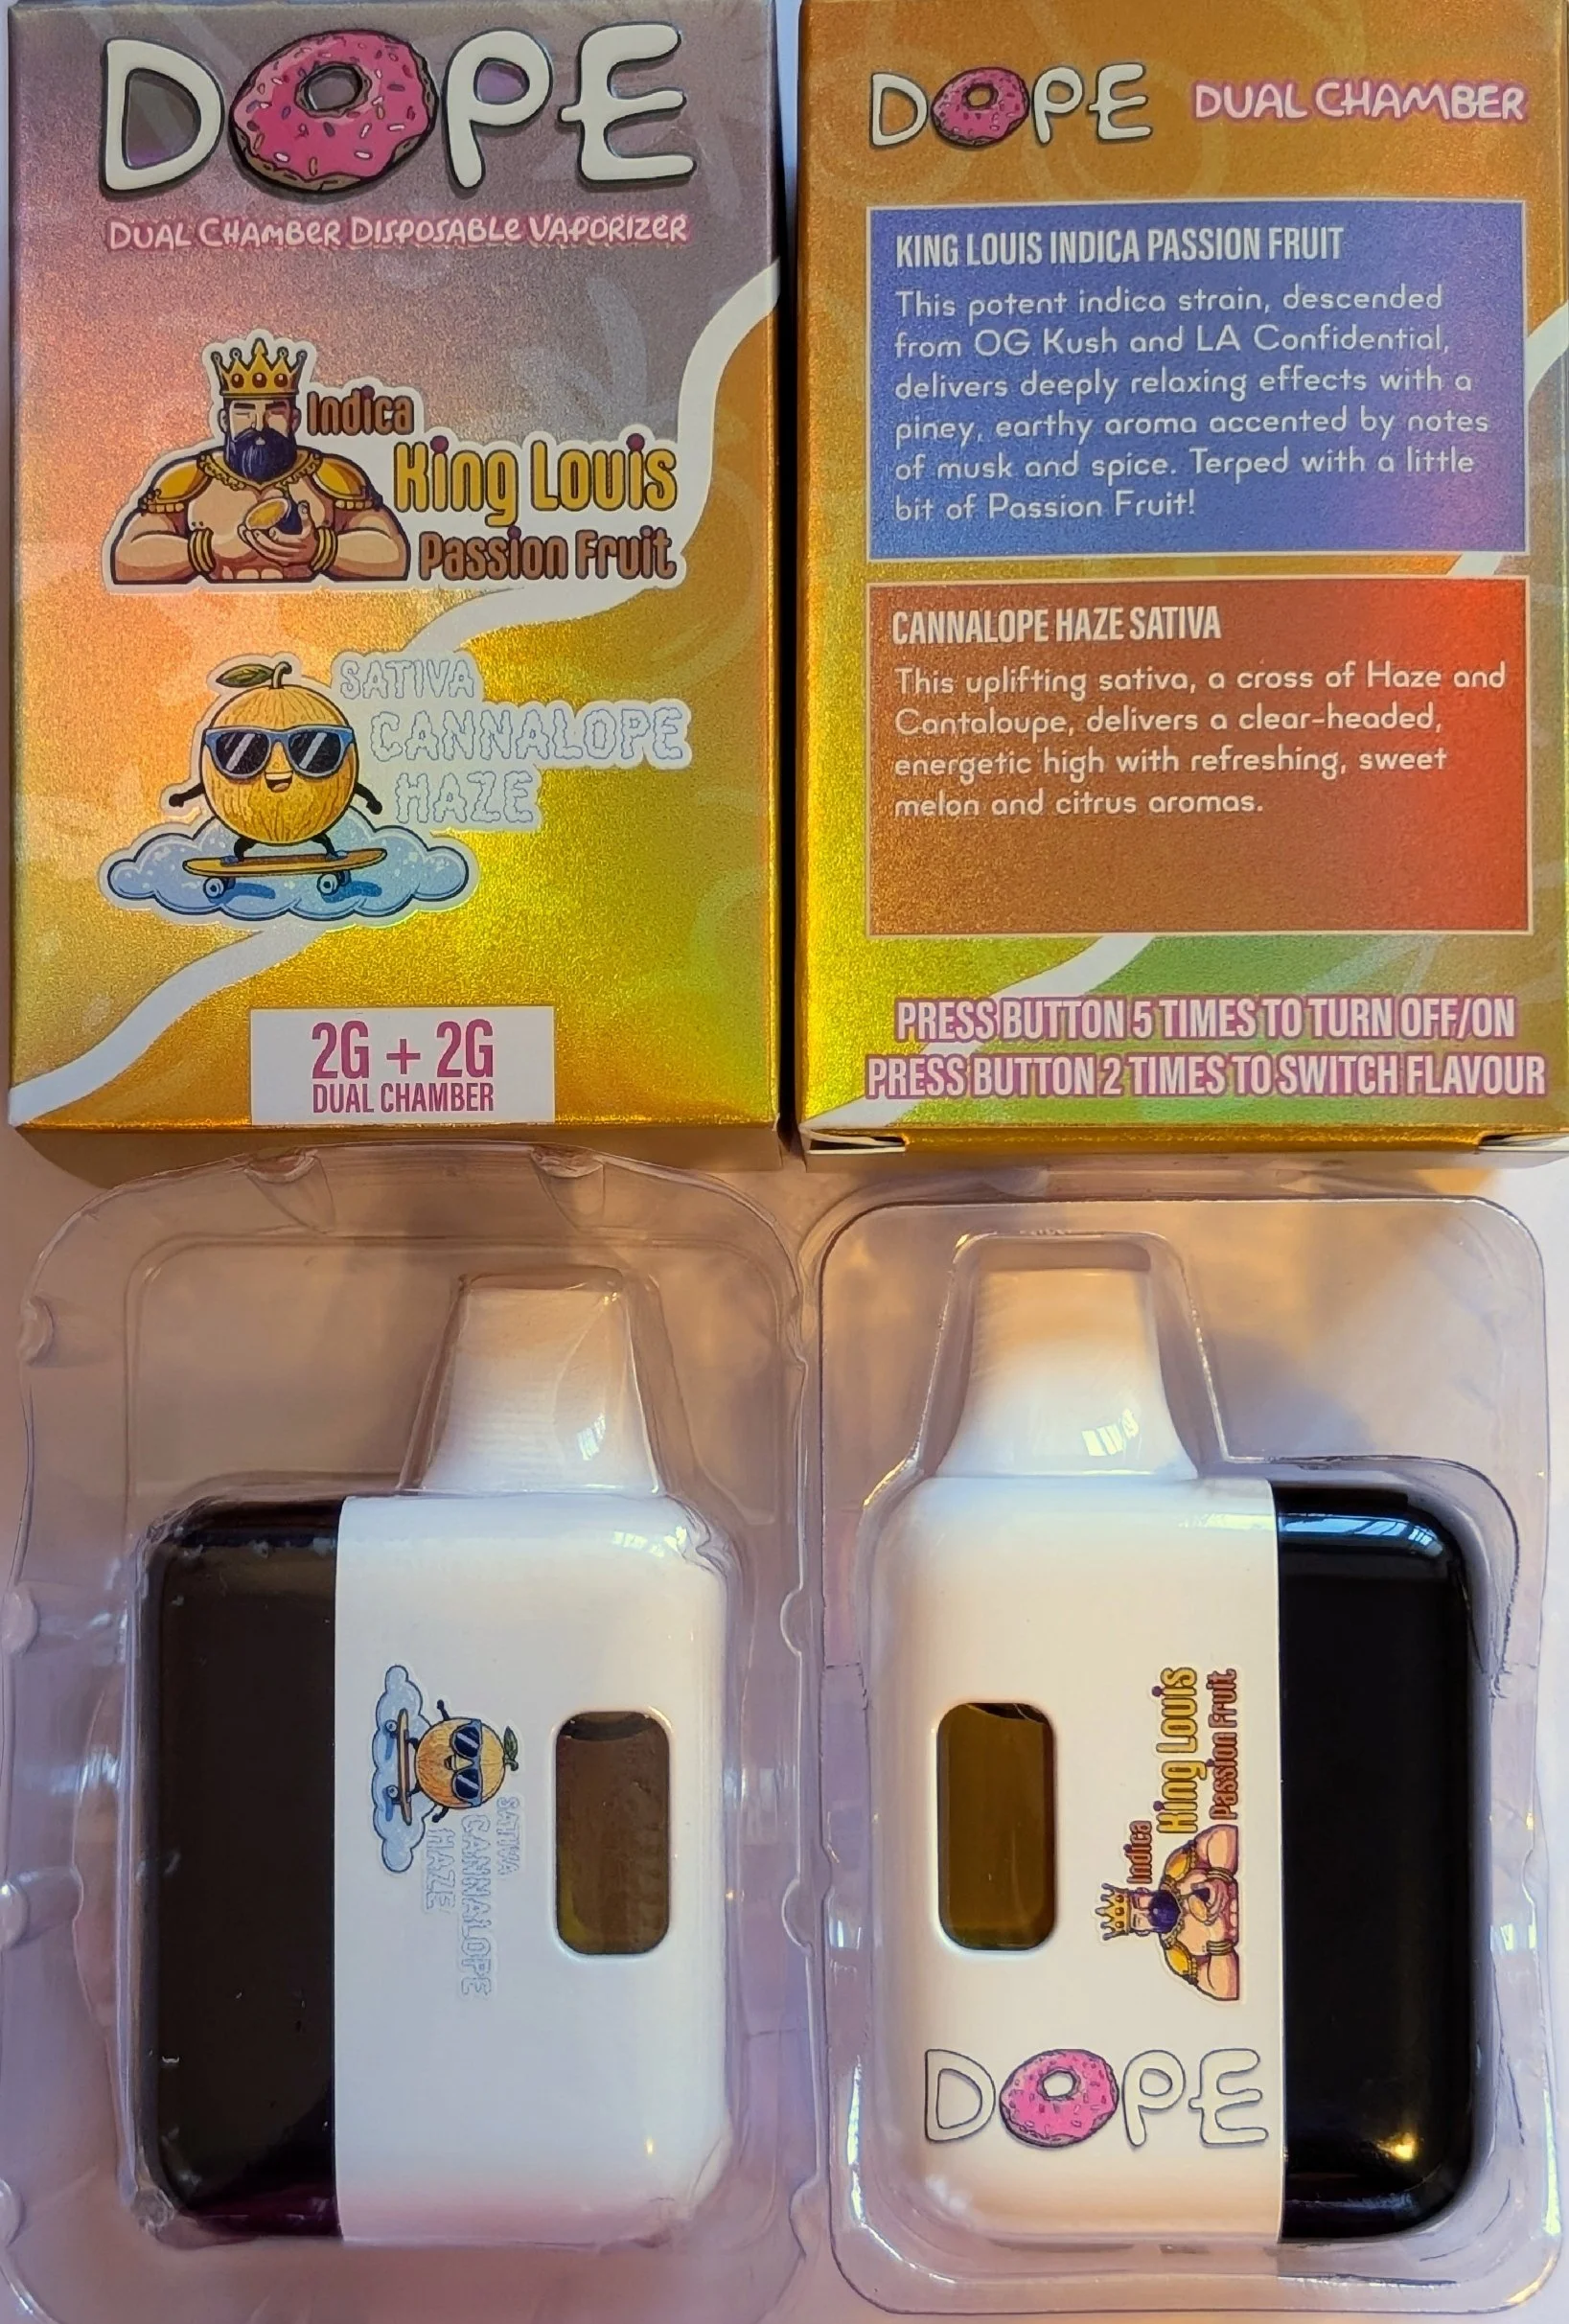 DOPE
DUAL CHAMBER DISPOSABLE VAPORIZER
Indica
King Louis
Passion Fruit
SATIVA
CANNALOPE
HAZE
2G + 2G
DUAL CHAMBER
DOPE DUAL CHAMBER
KING LOUIS INDICA PASSION FRUIT
This potent indica strain, descended
from OG Kush and LA Confidential,
delivers deeply relaxing effects with a
piney, earthy aroma accented by notes
of musk and spice. Terped with a little
bit of Passion Fruit!
CANNALOPE HAZE SATIVA
This uplifting sativa, a cross of Haze and
Cantaloupe, delivers a clear-headed,
energetic high with refreshing, sweet
melon and citrus aromas.
PRESS BUTTON 5 TIMES TO TURN OFF/ON
PRESS BUTTON 2 TIMES TO SWITCH FLAVOUR
SATIVA
CANNALOPE
HAZE
Indica
King Louis
Passion Fruit
DOPE